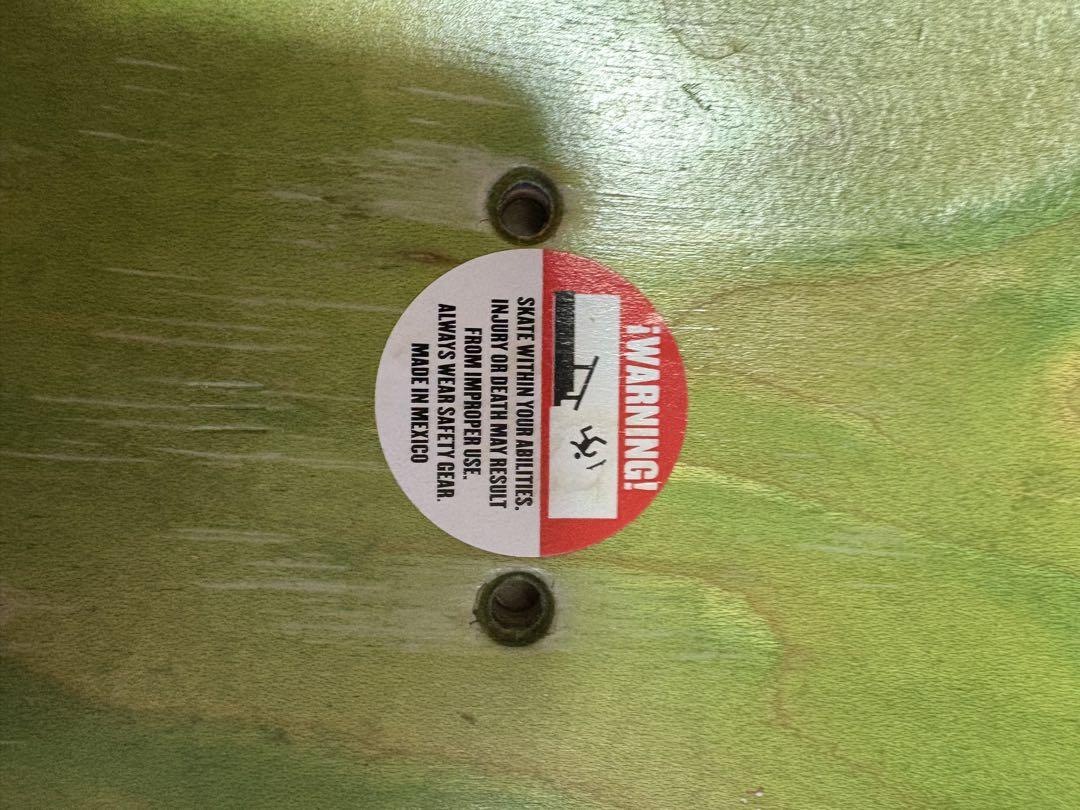 ¡WARNING!
SKATE WITHIN YOUR ABILITIES.
INJURY OR DEATH MAY RESULT
FROM IMPROPER USE.
ALWAYS WEAR SAFETY GEAR.
MADE IN MEXICO